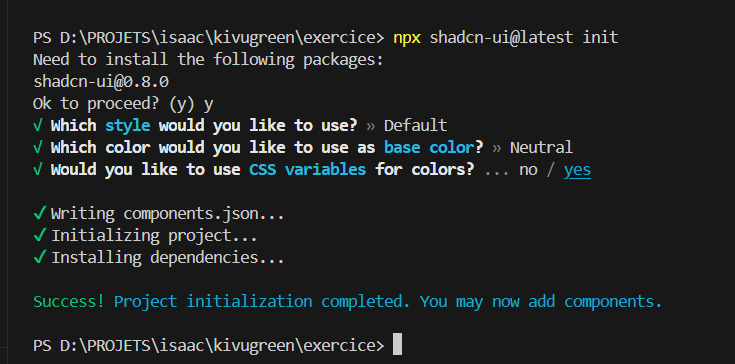 PS D:\PROJETS\isaac\kivugreen\exercice> npx shadcn-ui@latest init
Need to install the following packages:
shadcn-ui@0.8.0
Ok to proceed? (y) y
√ Which style would you like to use? » Default
√ Which color would you like to use as base color? » Neutral
√ Would you like to use CSS variables for colors? ... no / yes
✔ Writing components.json...
✔ Initializing project...
✔ Installing dependencies...
Success! Project initialization completed. You may now add components.
PS D:\PROJETS\isaac\kivugreen\exercice>